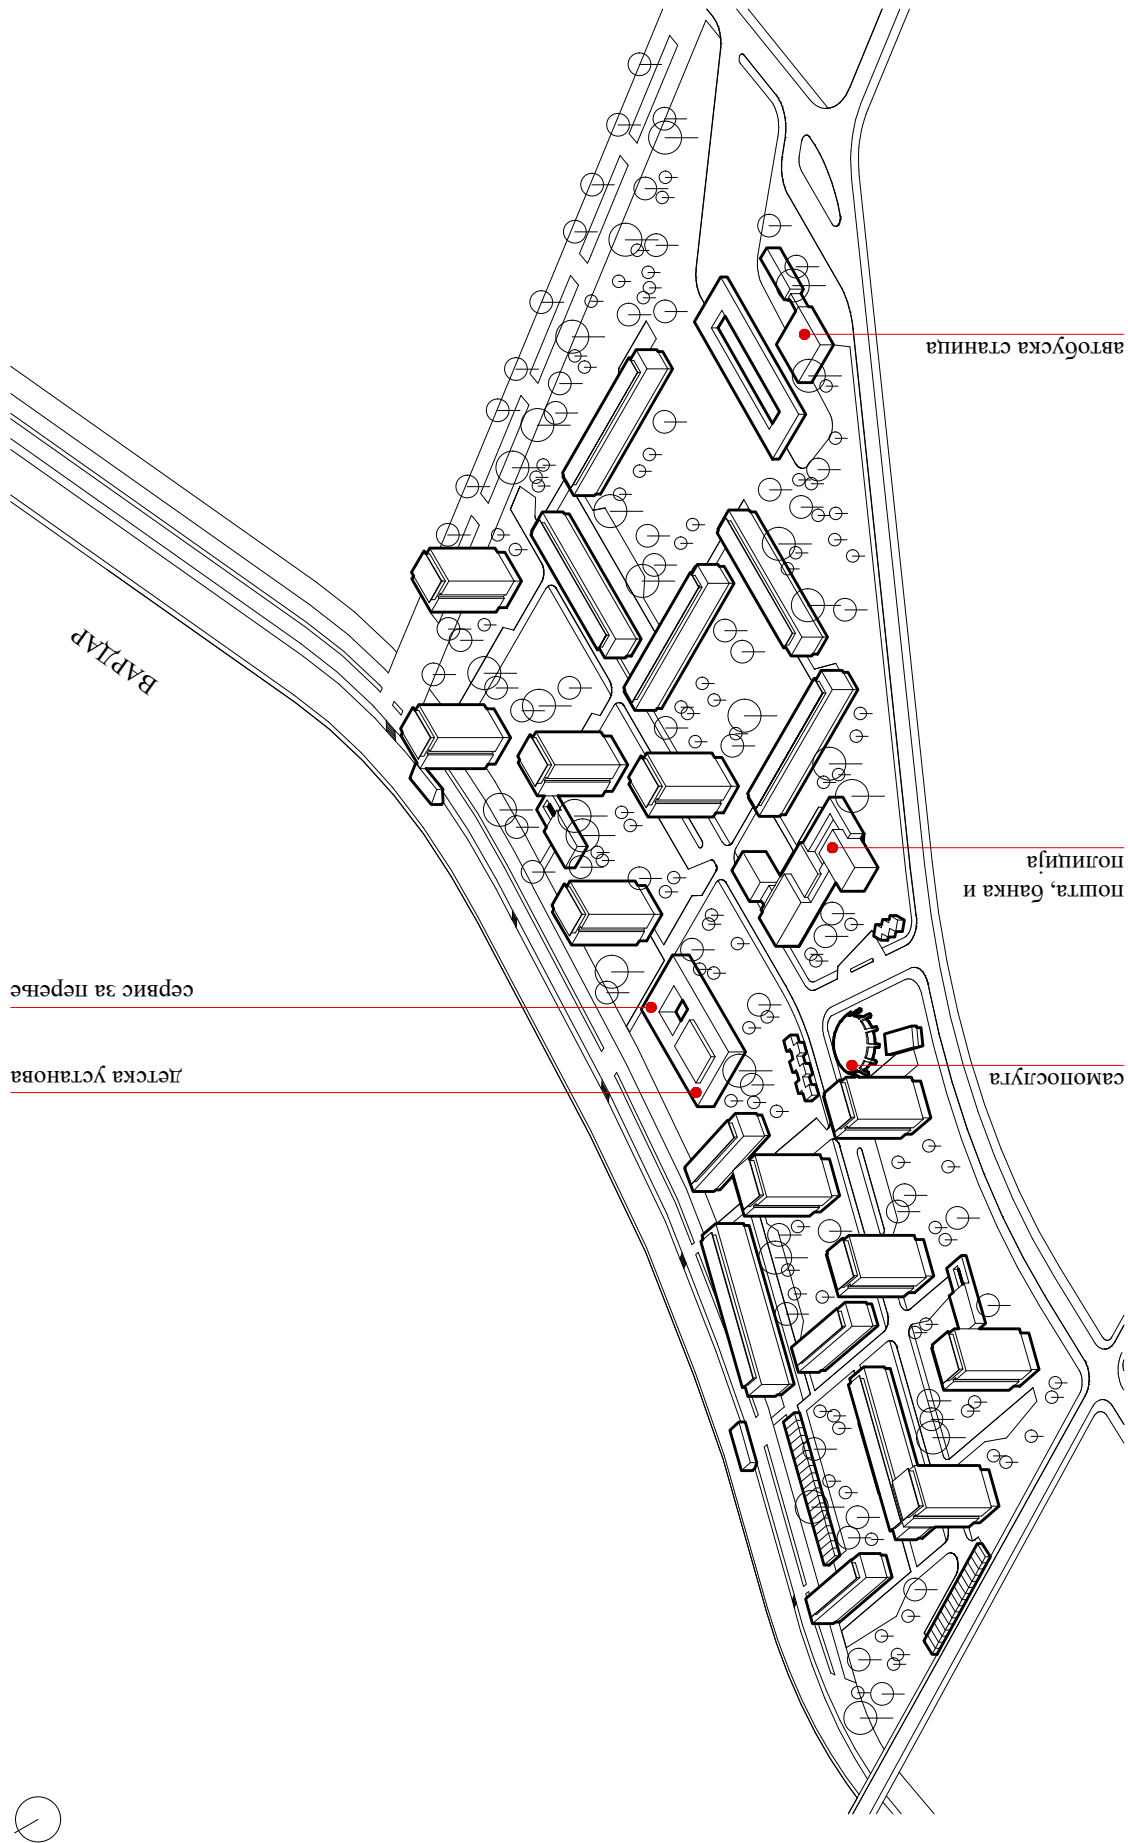 самопослуга
детска установа
сервис за перење
пошта, банка и
полиција
ВАРДАР
автобуска станица